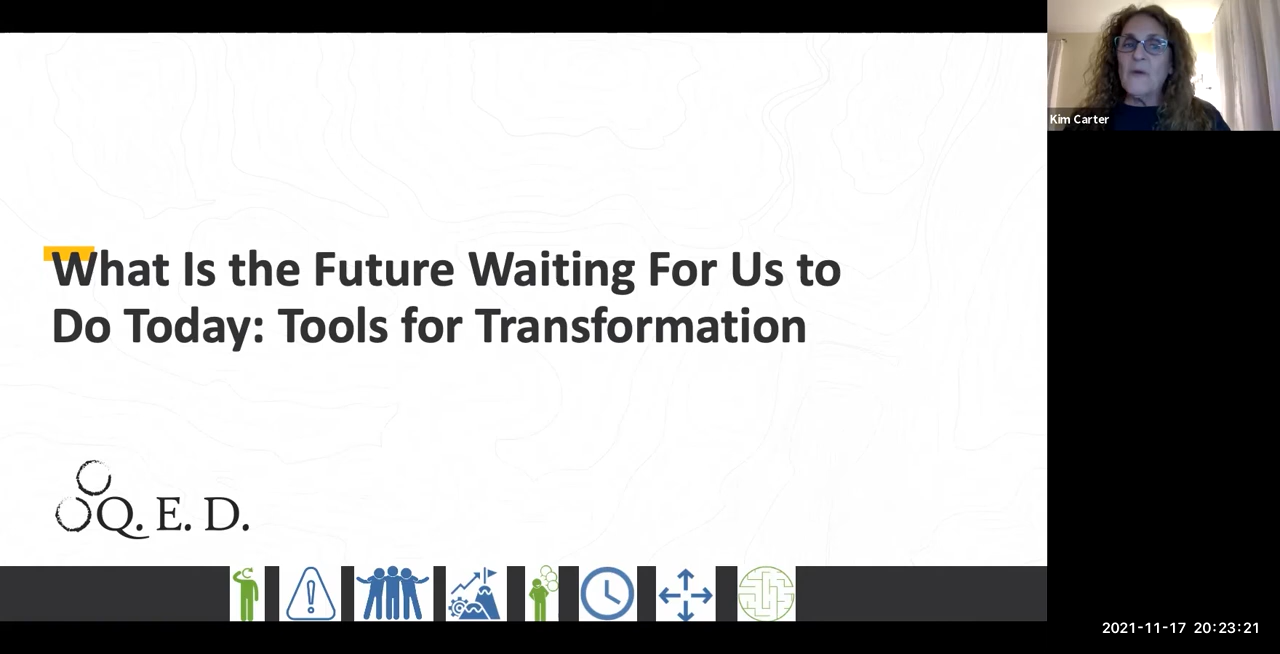 Kim Carter
What Is the Future Waiting For Us to
Do Today: Tools for Transformation
Q. E. D.
2021-11-17 20:23:21